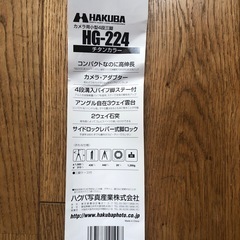 HAKUBA
カメラ用小型4段三脚
HG-224
チタンカラー
コンパクトなのに高伸長
カメラ・アダプター
4段溝入パイプ脚ステー付
アングル自在3ウェイ雲台
2ウェイ石突
サイドロックレバー式脚ロック
ハクバ写真産業株式会社
http://www.hakubaphoto.co.jp